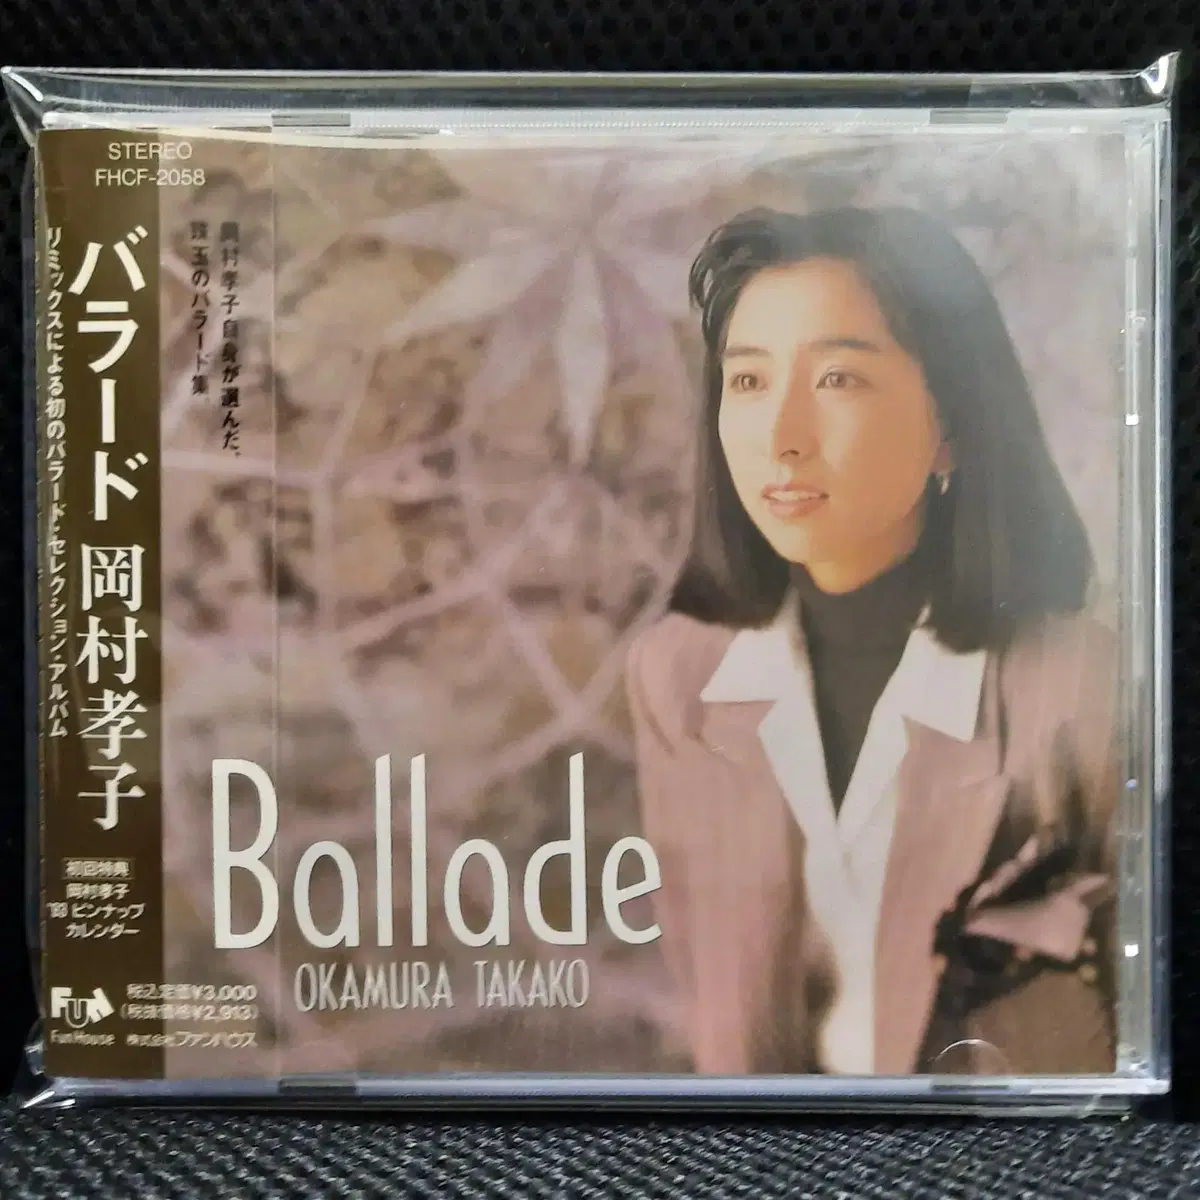 STEREO
FHCF-2058
バラード 岡村孝子
リミックスによる初のバラード・セレクション・アルバム
岡村孝子自身が選んだ、
珠玉のバラード集。
初回特典
岡村孝子
'93 ピンナップ
カレンダー
Fun
Fun House
税込定価¥3,000
(税抜価格¥2,913)
株式会社ファンハウス
Ballade
OKAMURA TAKAKO